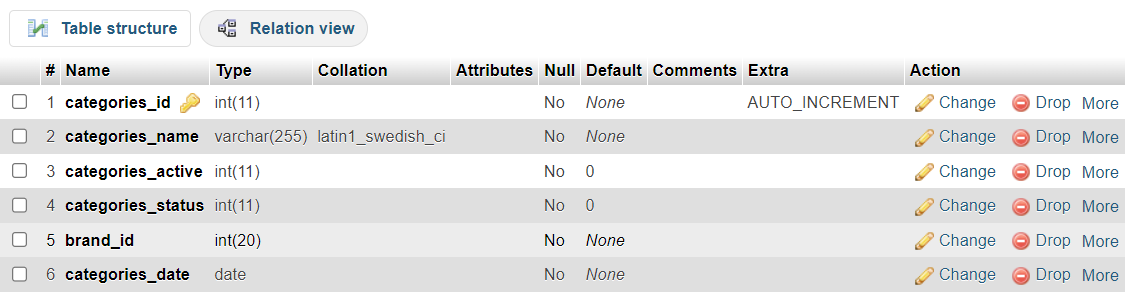 Table structure Relation view
# Name Type Collation Attributes Null Default Comments Extra Action
1 categories_id int(11) No None AUTO_INCREMENT Change Drop More
2 categories_name varchar(255) latin1_swedish_ci No None Change Drop More
3 categories_active int(11) No 0 Change Drop More
4 categories_status int(11) No 0 Change Drop More
5 brand_id int(20) No None Change Drop More
6 categories_date date No None Change Drop More